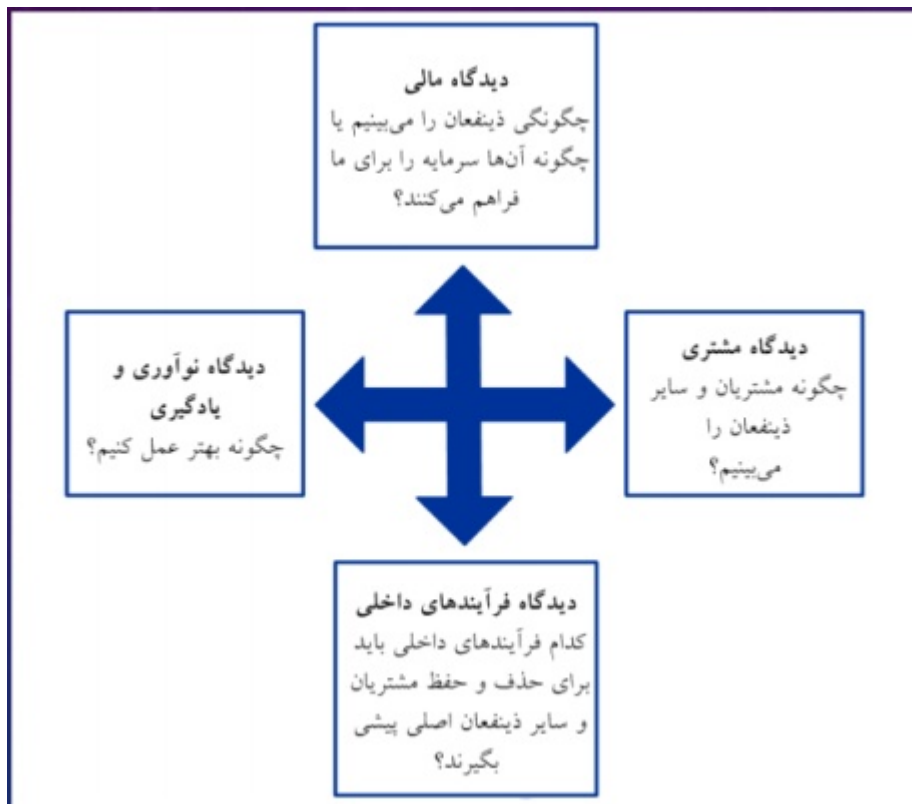 دیدگاه مالی
چگونگی ذینفعان را می‌بینیم یا
چگونه آن‌ها سرمایه را برای ما
فراهم می‌کنند؟
دیدگاه مشتری
چگونه مشتریان و سایر
ذینفعان را
می‌بینیم؟
دیدگاه نوآوری و
یادگیری
چگونه بهتر عمل کنیم؟
دیدگاه فرآیندهای داخلی
کدام فرآیندهای داخلی باید
برای حذف و حفظ مشتریان
و سایر ذینفعان اصلی پیشی
بگیرند؟